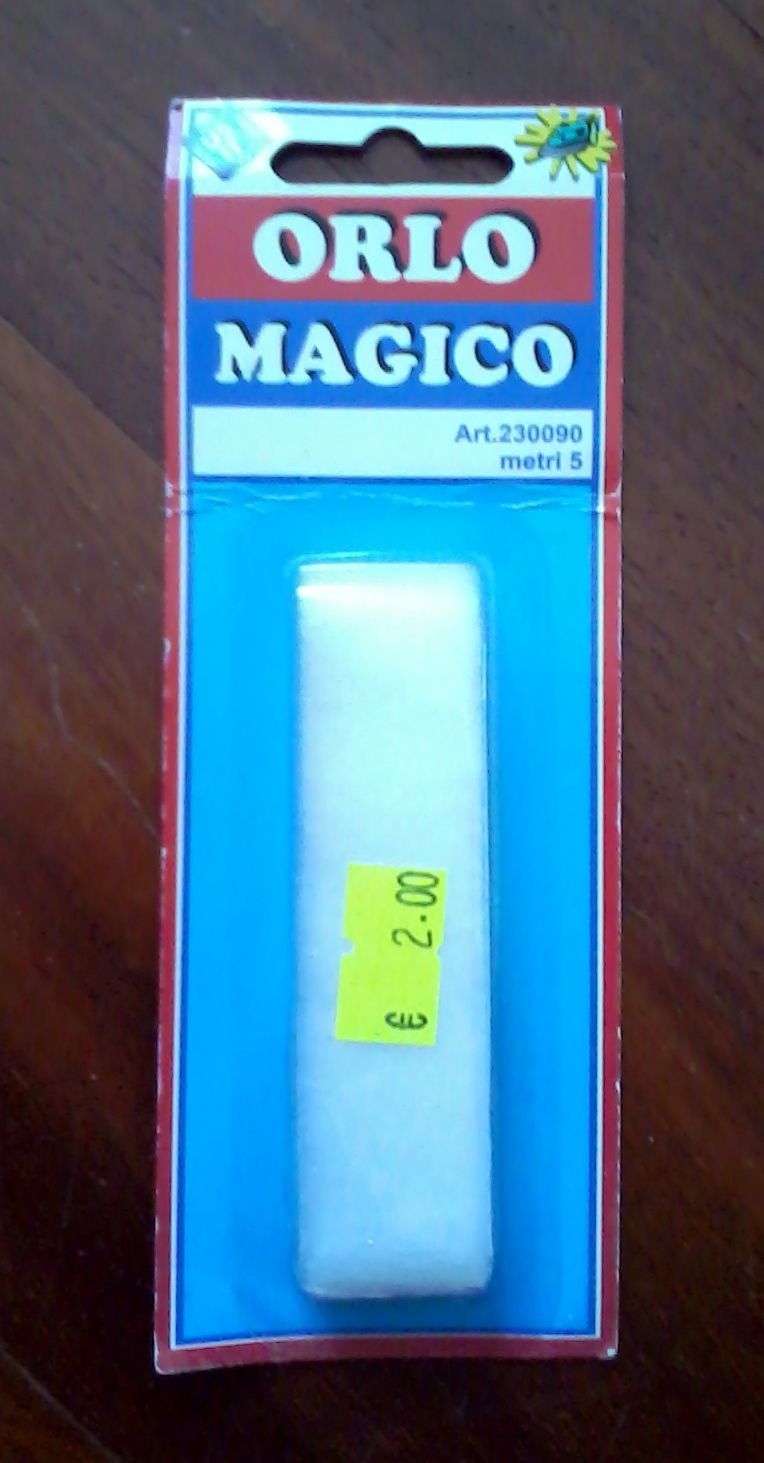 ORLO
MAGICO
Art.230090
metri 5
€ 2.00